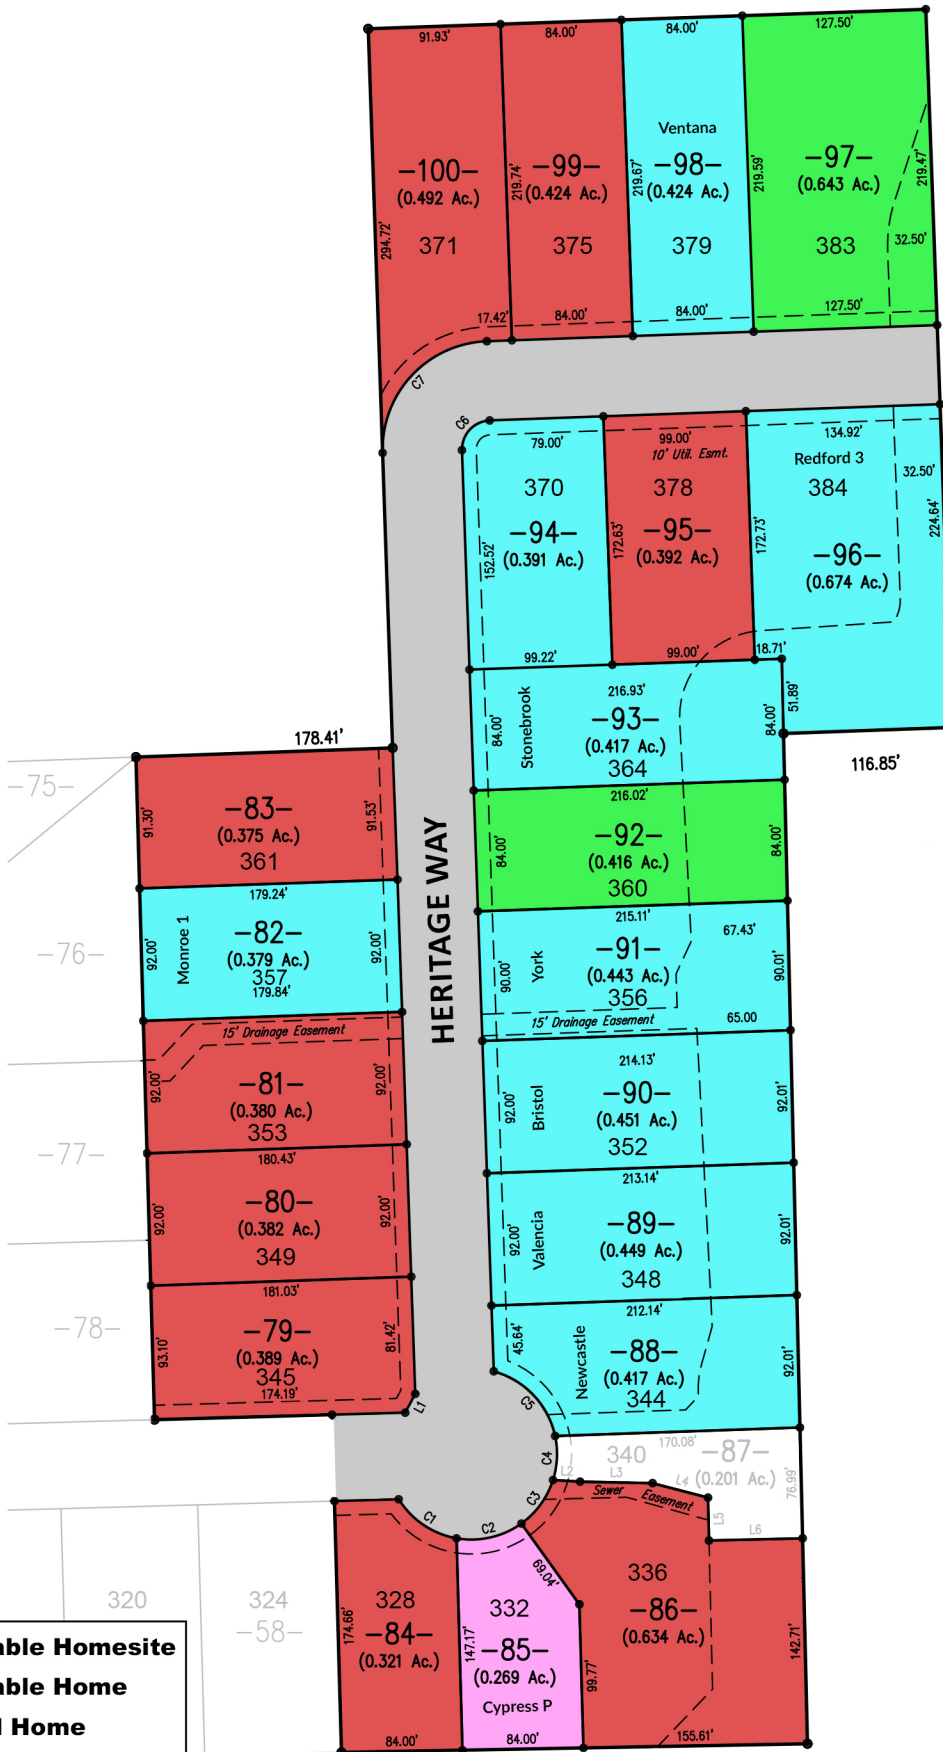 91.93'
84.00'
84.00'
127.50'
Ventana
-100-
(0.492 Ac.)
371
294.72'
-99-
(0.424 Ac.)
375
219.74'
-98-
(0.424 Ac.)
379
219.67'
-97-
(0.643 Ac.)
383
219.59'
219.47'
32.50'
17.42'
84.00'
84.00'
127.50'
C7
C6
79.00'
99.00'
10' Util. Esmt.
134.92'
Redford 3
370
378
384
32.50'
-94-
(0.391 Ac.)
-95-
(0.392 Ac.)
-96-
(0.674 Ac.)
152.52'
172.63'
172.73'
224.64'
99.22'
99.00'
18.71'
51.89'
Stonebrook
216.93'
-93-
(0.417 Ac.)
364
84.00'
84.00'
116.85'
178.41'
-75-
-83-
(0.375 Ac.)
361
91.30'
91.53'
HERITAGE WAY
216.02'
-92-
(0.416 Ac.)
360
84.00'
84.00'
179.24'
Monroe 1
-82-
(0.379 Ac.)
357
179.84'
92.00'
92.00'
-76-
215.11'
67.43'
York
-91-
(0.443 Ac.)
356
90.00'
90.01'
15' Drainage Easement
65.00
15' Drainage Easement
-81-
(0.380 Ac.)
353
92.00'
92.00'
214.13'
Bristol
-90-
(0.451 Ac.)
352
92.00'
92.01'
-77-
180.43'
-80-
(0.382 Ac.)
349
92.00'
92.00'
213.14'
Valencia
-89-
(0.449 Ac.)
348
92.00'
92.01'
181.03'
-78-
-79-
(0.389 Ac.)
345
174.19'
93.10'
81.42'
L1
212.14'
Newcastle
-88-
(0.417 Ac.)
344
45.64'
92.01'
C5
C4
340
170.08'
-87-
(0.201 Ac.)
76.99'
L2
L3
L4
L5
L6
Sewer Easement
C3
C2
C1
69.04'
320
324
-58-
328
-84-
(0.321 Ac.)
174.66'
84.00'
332
-85-
(0.269 Ac.)
Cypress P
147.17'
84.00'
336
-86-
(0.634 Ac.)
99.77'
142.71'
155.61'
able Homesite
able Home
Home